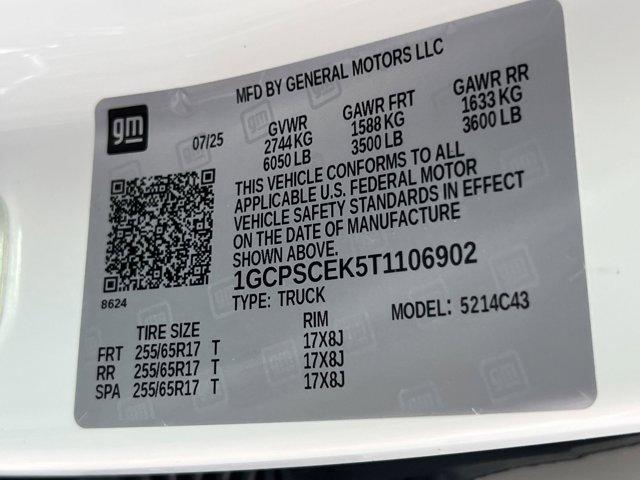 MFD BY GENERAL MOTORS LLC
gm
07/25
GVWR
2744 KG
6050 LB
GAWR FRT
1588 KG
3500 LB
GAWR RR
1633 KG
3600 LB
THIS VEHICLE CONFORMS TO ALL
APPLICABLE U.S. FEDERAL MOTOR
VEHICLE SAFETY STANDARDS IN EFFECT
ON THE DATE OF MANUFACTURE
SHOWN ABOVE.
1GCPSCEK5T1106902
8624
TYPE: TRUCK
MODEL: 5214C43
TIRE SIZE RIM
FRT 255/65R17 T 17X8J
RR 255/65R17 T 17X8J
SPA 255/65R17 T 17X8J